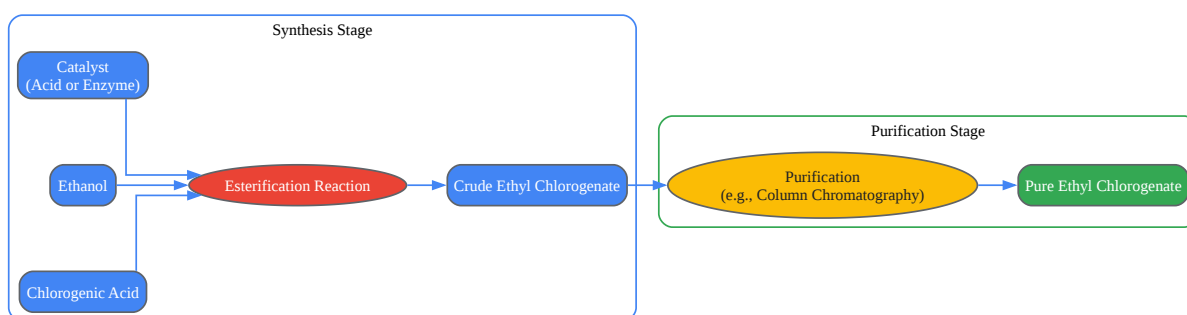 Synthesis Stage
Catalyst
(Acid or Enzyme)
Ethanol
Chlorogenic Acid
Esterification Reaction
Crude Ethyl Chlorogenate
Purification Stage
Purification
(e.g., Column Chromatography)
Pure Ethyl Chlorogenate